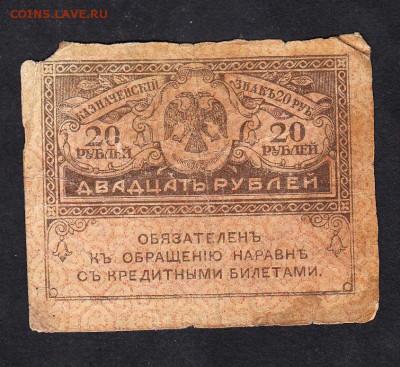 COINS.LAVE.RU
КАЗНАЧЕЙСКІЙ ЗНАКЪ 20 РУБ.
20 20
РУБЛЕЙ РУБЛЕЙ
ДВАДЦАТЬ РУБЛЕЙ
ОБЯЗАТЕЛЕНЪ
КЪ ОБРАЩЕНІЮ НАРАВНѢ
СЪ КРЕДИТНЫМИ БИЛЕТАМИ.